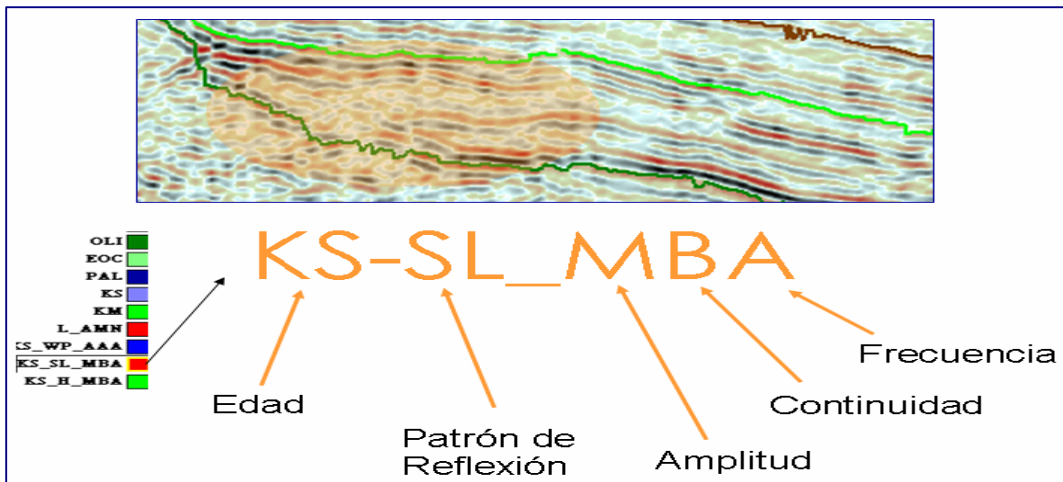 OLI
EOC
PAL
KS
KM
L_AMN
KS_WP_AAA
KS_SL_MBA
KS_H_MBA
KS-SL_MBA
Edad
Patrón de
Reflexión
Amplitud
Continuidad
Frecuencia